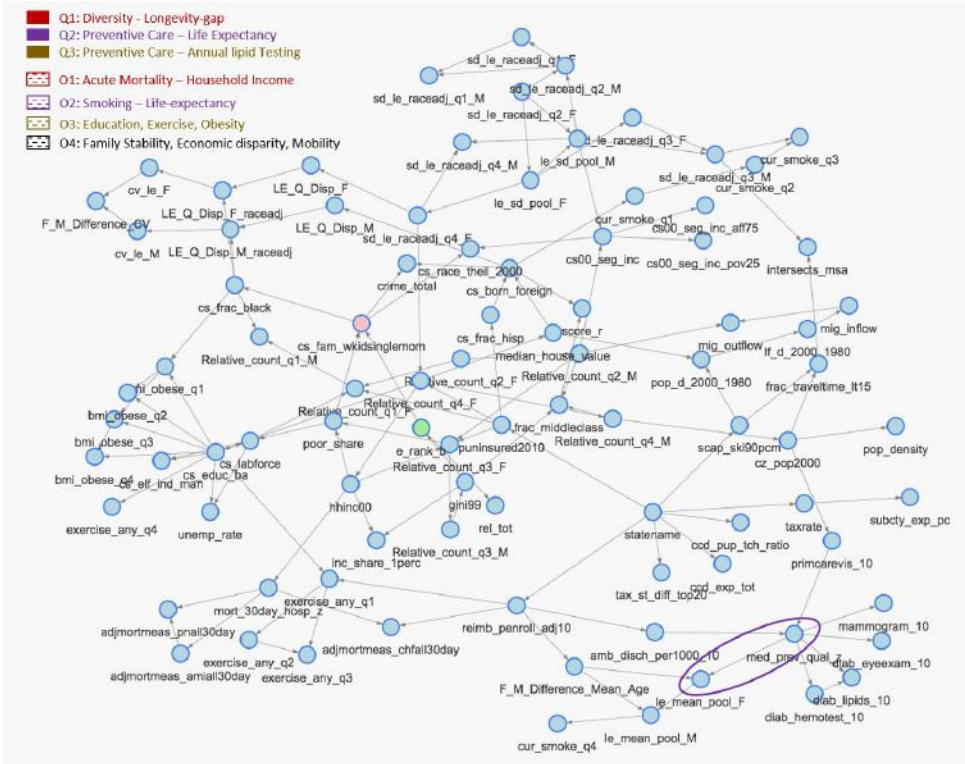 Q1: Diversity - Longevity-gap
Q2: Preventive Care – Life Expectancy
Q3: Preventive Care – Annual lipid Testing
O1: Acute Mortality – Household Income
O2: Smoking – Life-expectancy
O3: Education, Exercise, Obesity
O4: Family Stability, Economic disparity, Mobility
sd_le_raceadj_q1_F
sd_le_raceadj_q2_M
sd_le_raceadj_q1_M
sd_le_raceadj_q2_F
sd_le_raceadj_q3_F
le_sd_pool_M
sd_le_raceadj_q4_M
cur_smoke_q3
sd_le_raceadj_q3_M
cur_smoke_q2
cv_le_F
LE_Q_Disp_F
le_sd_pool_F
LE_Q_Disp_F_raceadj
F_M_Difference_CV
LE_Q_Disp_M
cur_smoke_q1
cs00_seg_inc_aff75
sd_le_raceadj_q4_F
cv_le_M
LE_Q_Disp_M_raceadj
cs00_seg_inc
cs00_seg_inc_pov25
intersects_msa
cs_race_theil_2000
crime_total
cs_born_foreign
cs_frac_black
score_r
mig_inflow
cs_frac_hisp
cs_fam_wkidsinglemom
mig_outflow
lf_d_2000_1980
Relative_count_q1_M
median_house_value
Relative_count_q2_F
Relative_count_q2_M
pop_d_2000_1980
frac_traveltime_lt15
bmi_obese_q1
Relative_count_q4_F
Relative_count_q1_F
bmi_obese_q2
frac_middleclass
poor_share
Relative_count_q4_M
scap_ski90pcm
bmi_obese_q3
e_rank_b
puninsured2010
pop_density
cs_labforce
Relative_count_q3_F
cz_pop2000
cs_educ_ba
bmi_obese_q4
cs_elf_ind_man
hhinc00
gini99
exercise_any_q4
rel_tot
subcty_exp_pc
unemp_rate
statename
taxrate
Relative_count_q3_M
ccd_pup_tch_ratio
inc_share_1perc
primcarevis_10
ccd_exp_tot
tax_st_diff_top20
exercise_any_q1
mort_30day_hosp_z
adjmortmeas_pnall30day
reimb_penroll_adj10
mammogram_10
adjmortmeas_chfall30day
amb_disch_per1000_10
med_prev_qual_z
diab_eyeexam_10
exercise_any_q2
adjmortmeas_amiall30day
exercise_any_q3
F_M_Difference_Mean_Age
le_mean_pool_F
diab_lipids_10
diab_hemotest_10
le_mean_pool_M
cur_smoke_q4